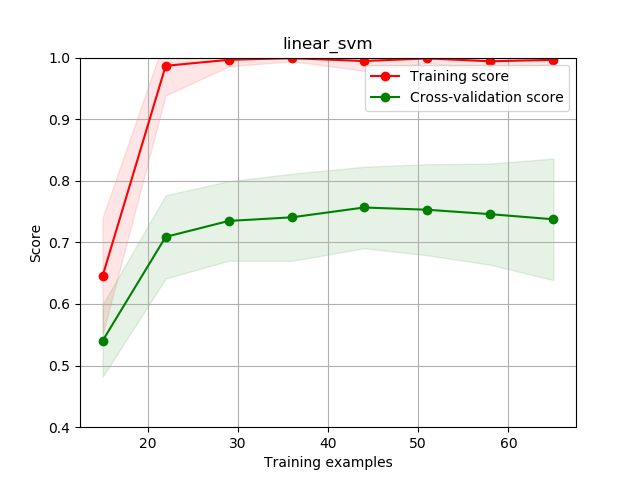 linear_svm
1.0
Training score
Cross-validation score
0.9
0.8
0.7
Score
0.6
0.5
0.4
20 30 40 50 60
Training examples